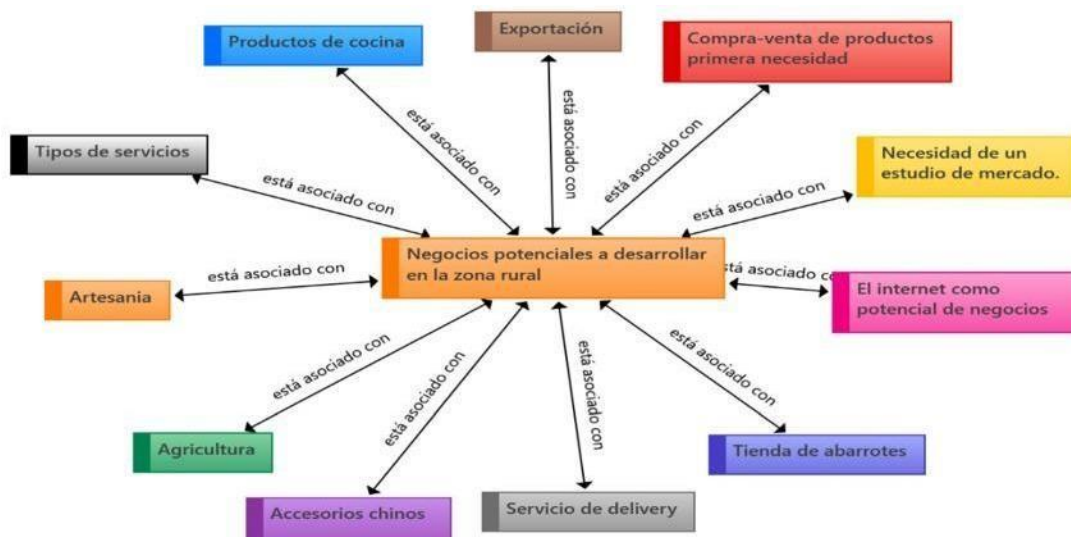 Productos de cocina
Exportación
Compra-venta de productos
primera necesidad
Tipos de servicios
Necesidad de un
estudio de mercado.
Artesania
Negocios potenciales a desarrollar
en la zona rural
El internet como
potencial de negocios
Agricultura
Accesorios chinos
Servicio de delivery
Tienda de abarrotes
está asociado con
está asociado con
está asociado con
está asociado con
está asociado con
está asociado con
está asociado con
está asociado con
está asociado con
está asociado con
asociado